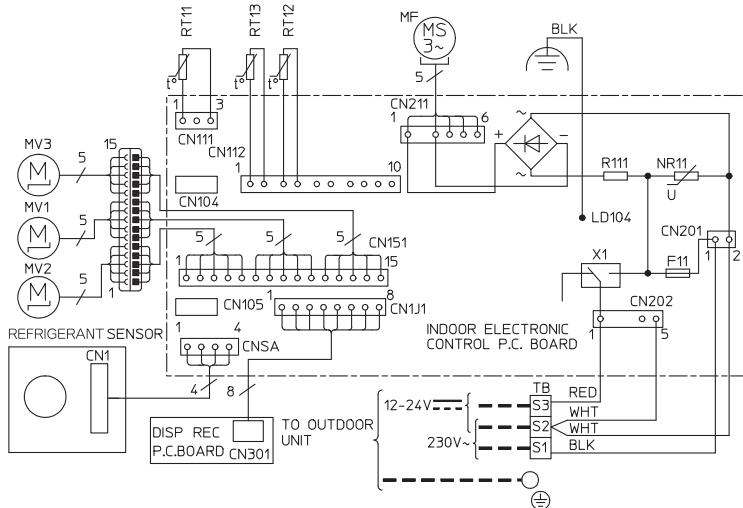 RT11
RT13
RT12
MF
MS
3~
BLK
t°
t°
t°
5
1
3
CN111
CN211
1
6
+
~
−
~
R111
NR11
U
CN112
1
10
MV3
15
M
5
CN104
LD104
MV1
M
5
5
5
5
CN151
1
15
CN201
1
2
MV2
M
5
1
X1
F11
CN105
1
8
CN1J1
CN202
1
5
INDOOR ELECTRONIC
CONTROL P.C. BOARD
REFRIGERANT SENSOR
CN1
1
4
CNSA
4
8
DISP REC
P.C.BOARD
CN301
TO OUTDOOR
UNIT
12-24V
230V~
TB
S3
S2
S1
RED
WHT
WHT
BLK